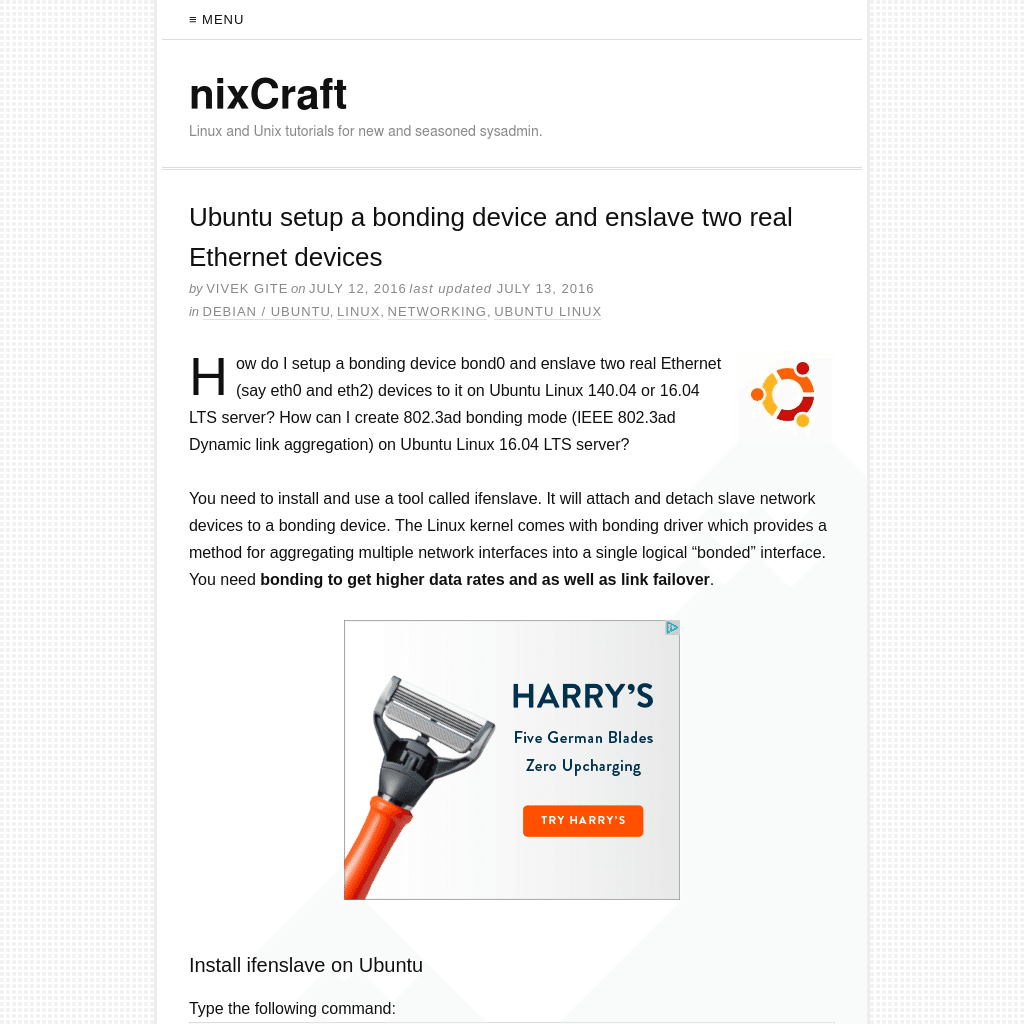 ≡ MENU
nixCraft
Linux and Unix tutorials for new and seasoned sysadmin.
Ubuntu setup a bonding device and enslave two real
Ethernet devices
by VIVEK GITE on JULY 12, 2016 last updated JULY 13, 2016
in DEBIAN / UBUNTU, LINUX, NETWORKING, UBUNTU LINUX
How do I setup a bonding device bond0 and enslave two real Ethernet
(say eth0 and eth2) devices to it on Ubuntu Linux 140.04 or 16.04
LTS server? How can I create 802.3ad bonding mode (IEEE 802.3ad
Dynamic link aggregation) on Ubuntu Linux 16.04 LTS server?
You need to install and use a tool called ifenslave. It will attach and detach slave network
devices to a bonding device. The Linux kernel comes with bonding driver which provides a
method for aggregating multiple network interfaces into a single logical “bonded” interface.
You need bonding to get higher data rates and as well as link failover.
HARRY’S
Five German Blades
Zero Upcharging
TRY HARRY’S
Install ifenslave on Ubuntu
Type the following command: